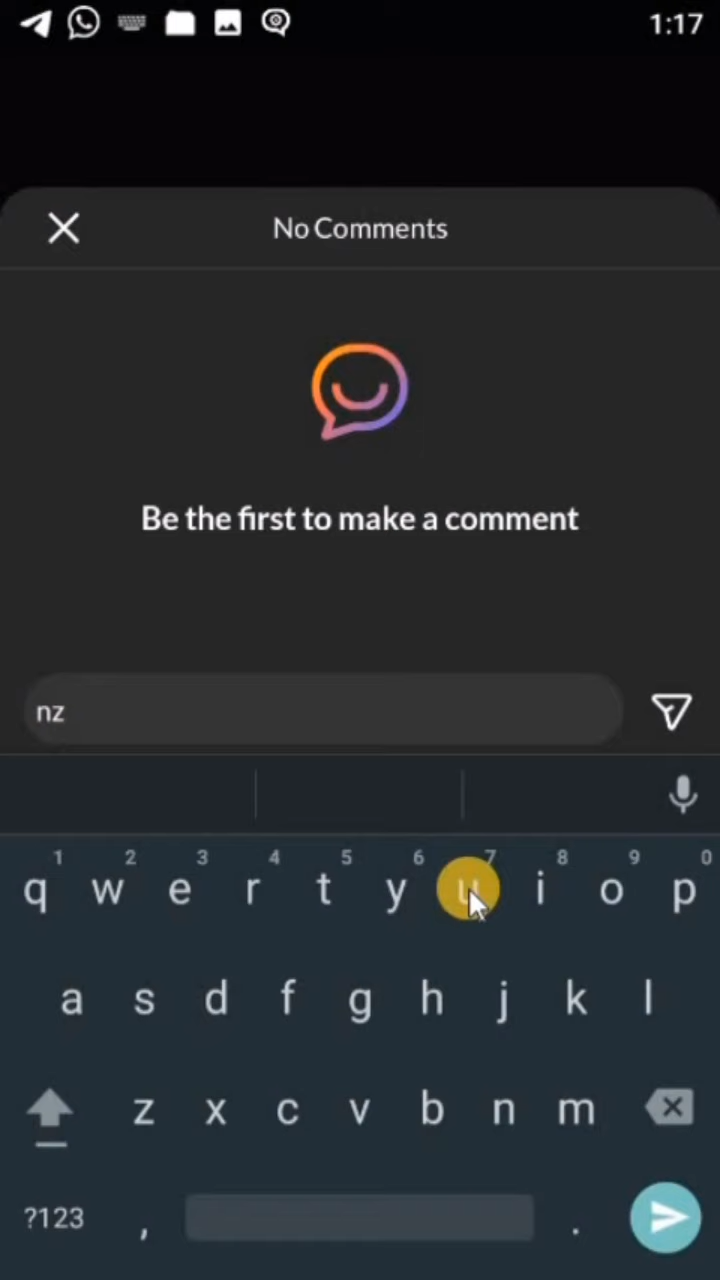 1:17
No Comments
Be the first to make a comment
nz
1 2 3 4 5 6 7 8 9 0
q w e r t y u i o p
a s d f g h j k l
z x c v b n m
?123 , .